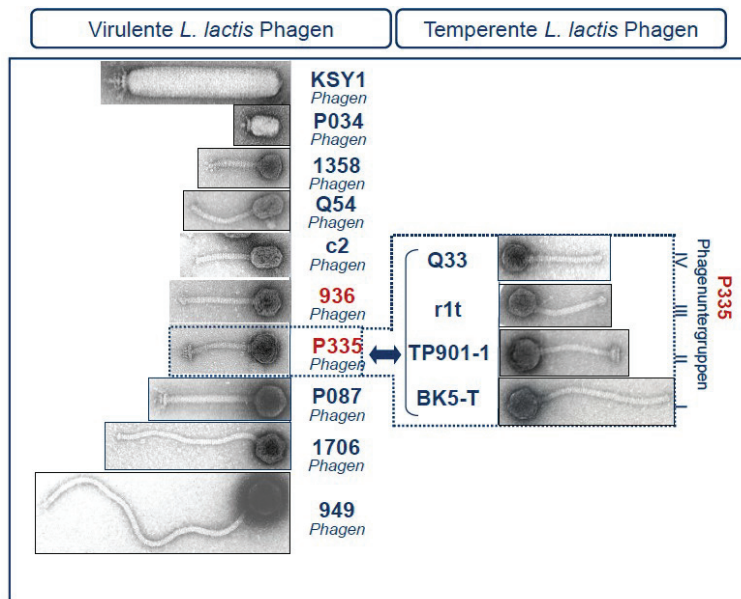 Virulente L. lactis Phagen
Temperente L. lactis Phagen
KSY1
Phagen
P034
Phagen
1358
Phagen
Q54
Phagen
c2
Phagen
936
Phagen
P335
Phagen
P087
Phagen
1706
Phagen
949
Phagen
Q33
r1t
TP901-1
BK5-T
IV
III
II
I
Phagenuntergruppen
P335